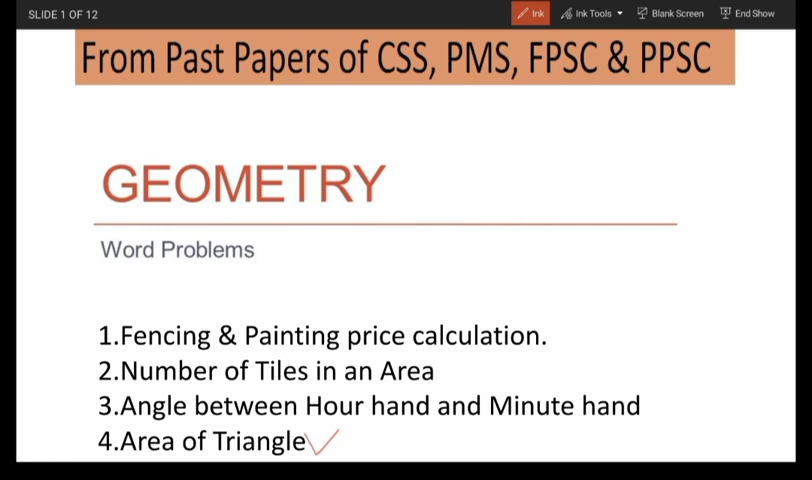 SLIDE 1 OF 12
Ink
Ink Tools
Blank Screen
End Show
From Past Papers of CSS, PMS, FPSC & PPSC
GEOMETRY
Word Problems
1.Fencing & Painting price calculation.
2.Number of Tiles in an Area
3.Angle between Hour hand and Minute hand
4.Area of Triangle